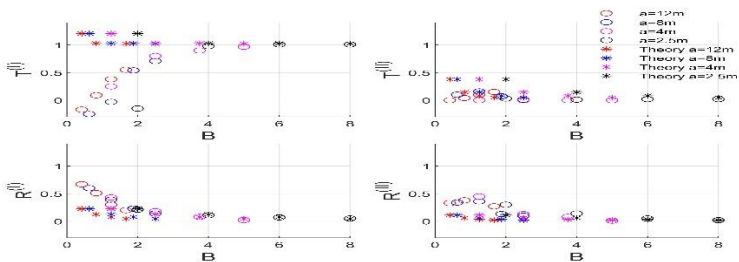 T(I)
1
0.5
0
0 2 4 6 8
B
T(II)
1
0.5
0
0 2 4 6 8
B
a=12m
a=8m
a=4m
a=2.5m
Theory a=12m
Theory a=8m
Theory a=4m
Theory a=2.5m
R(I)
1
0.5
0
0 2 4 6 8
B
R(II)
1
0.5
0
0 2 4 6 8
B